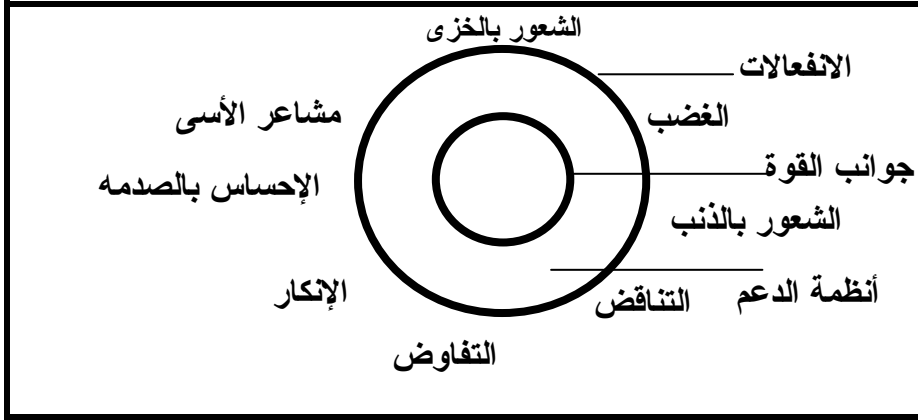 الشعور بالخزى
الانفعالات
الغضب
مشاعر الأسى
جوانب القوة
الإحساس بالصدمه
الشعور بالذنب
أنظمة الدعم
التناقض
الإنكار
التفاوض